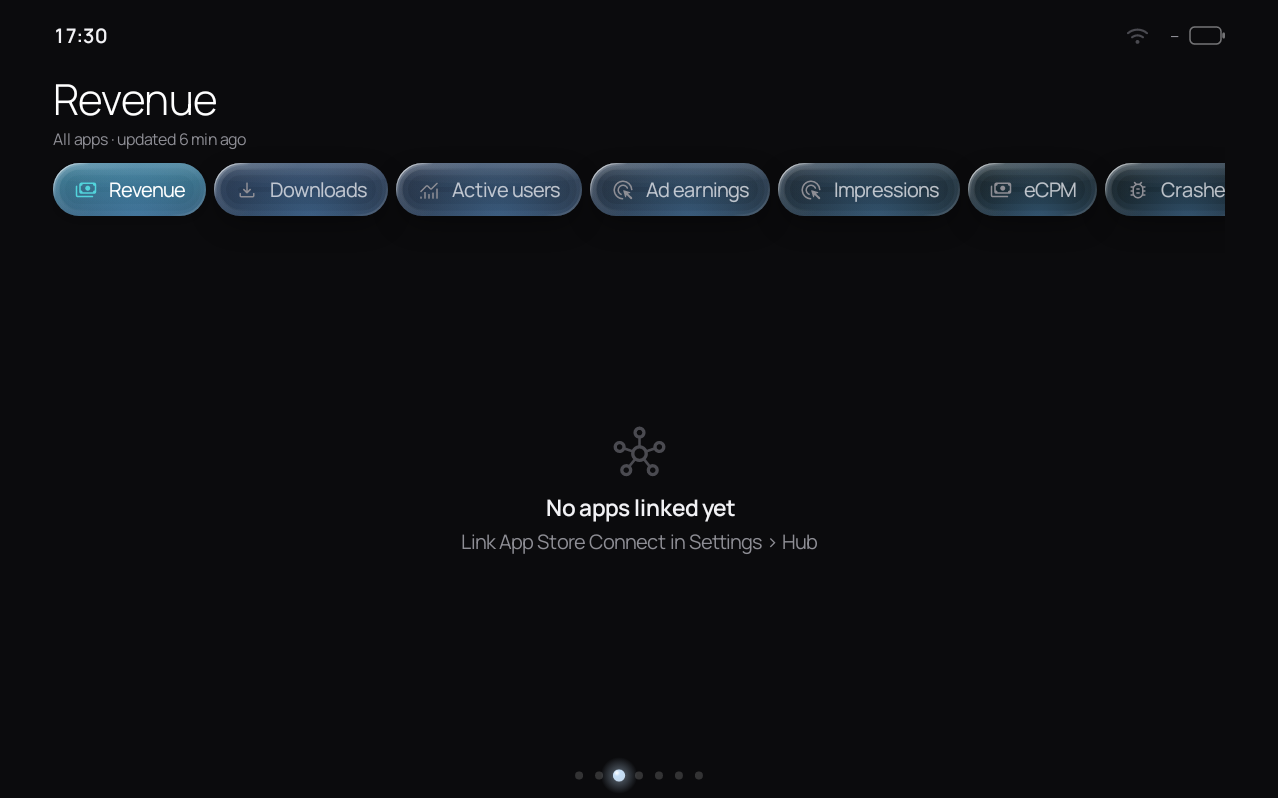 17:30
–
Revenue
All apps · updated 6 min ago
Revenue Downloads Active users Ad earnings Impressions eCPM Crashe
No apps linked yet
Link App Store Connect in Settings > Hub